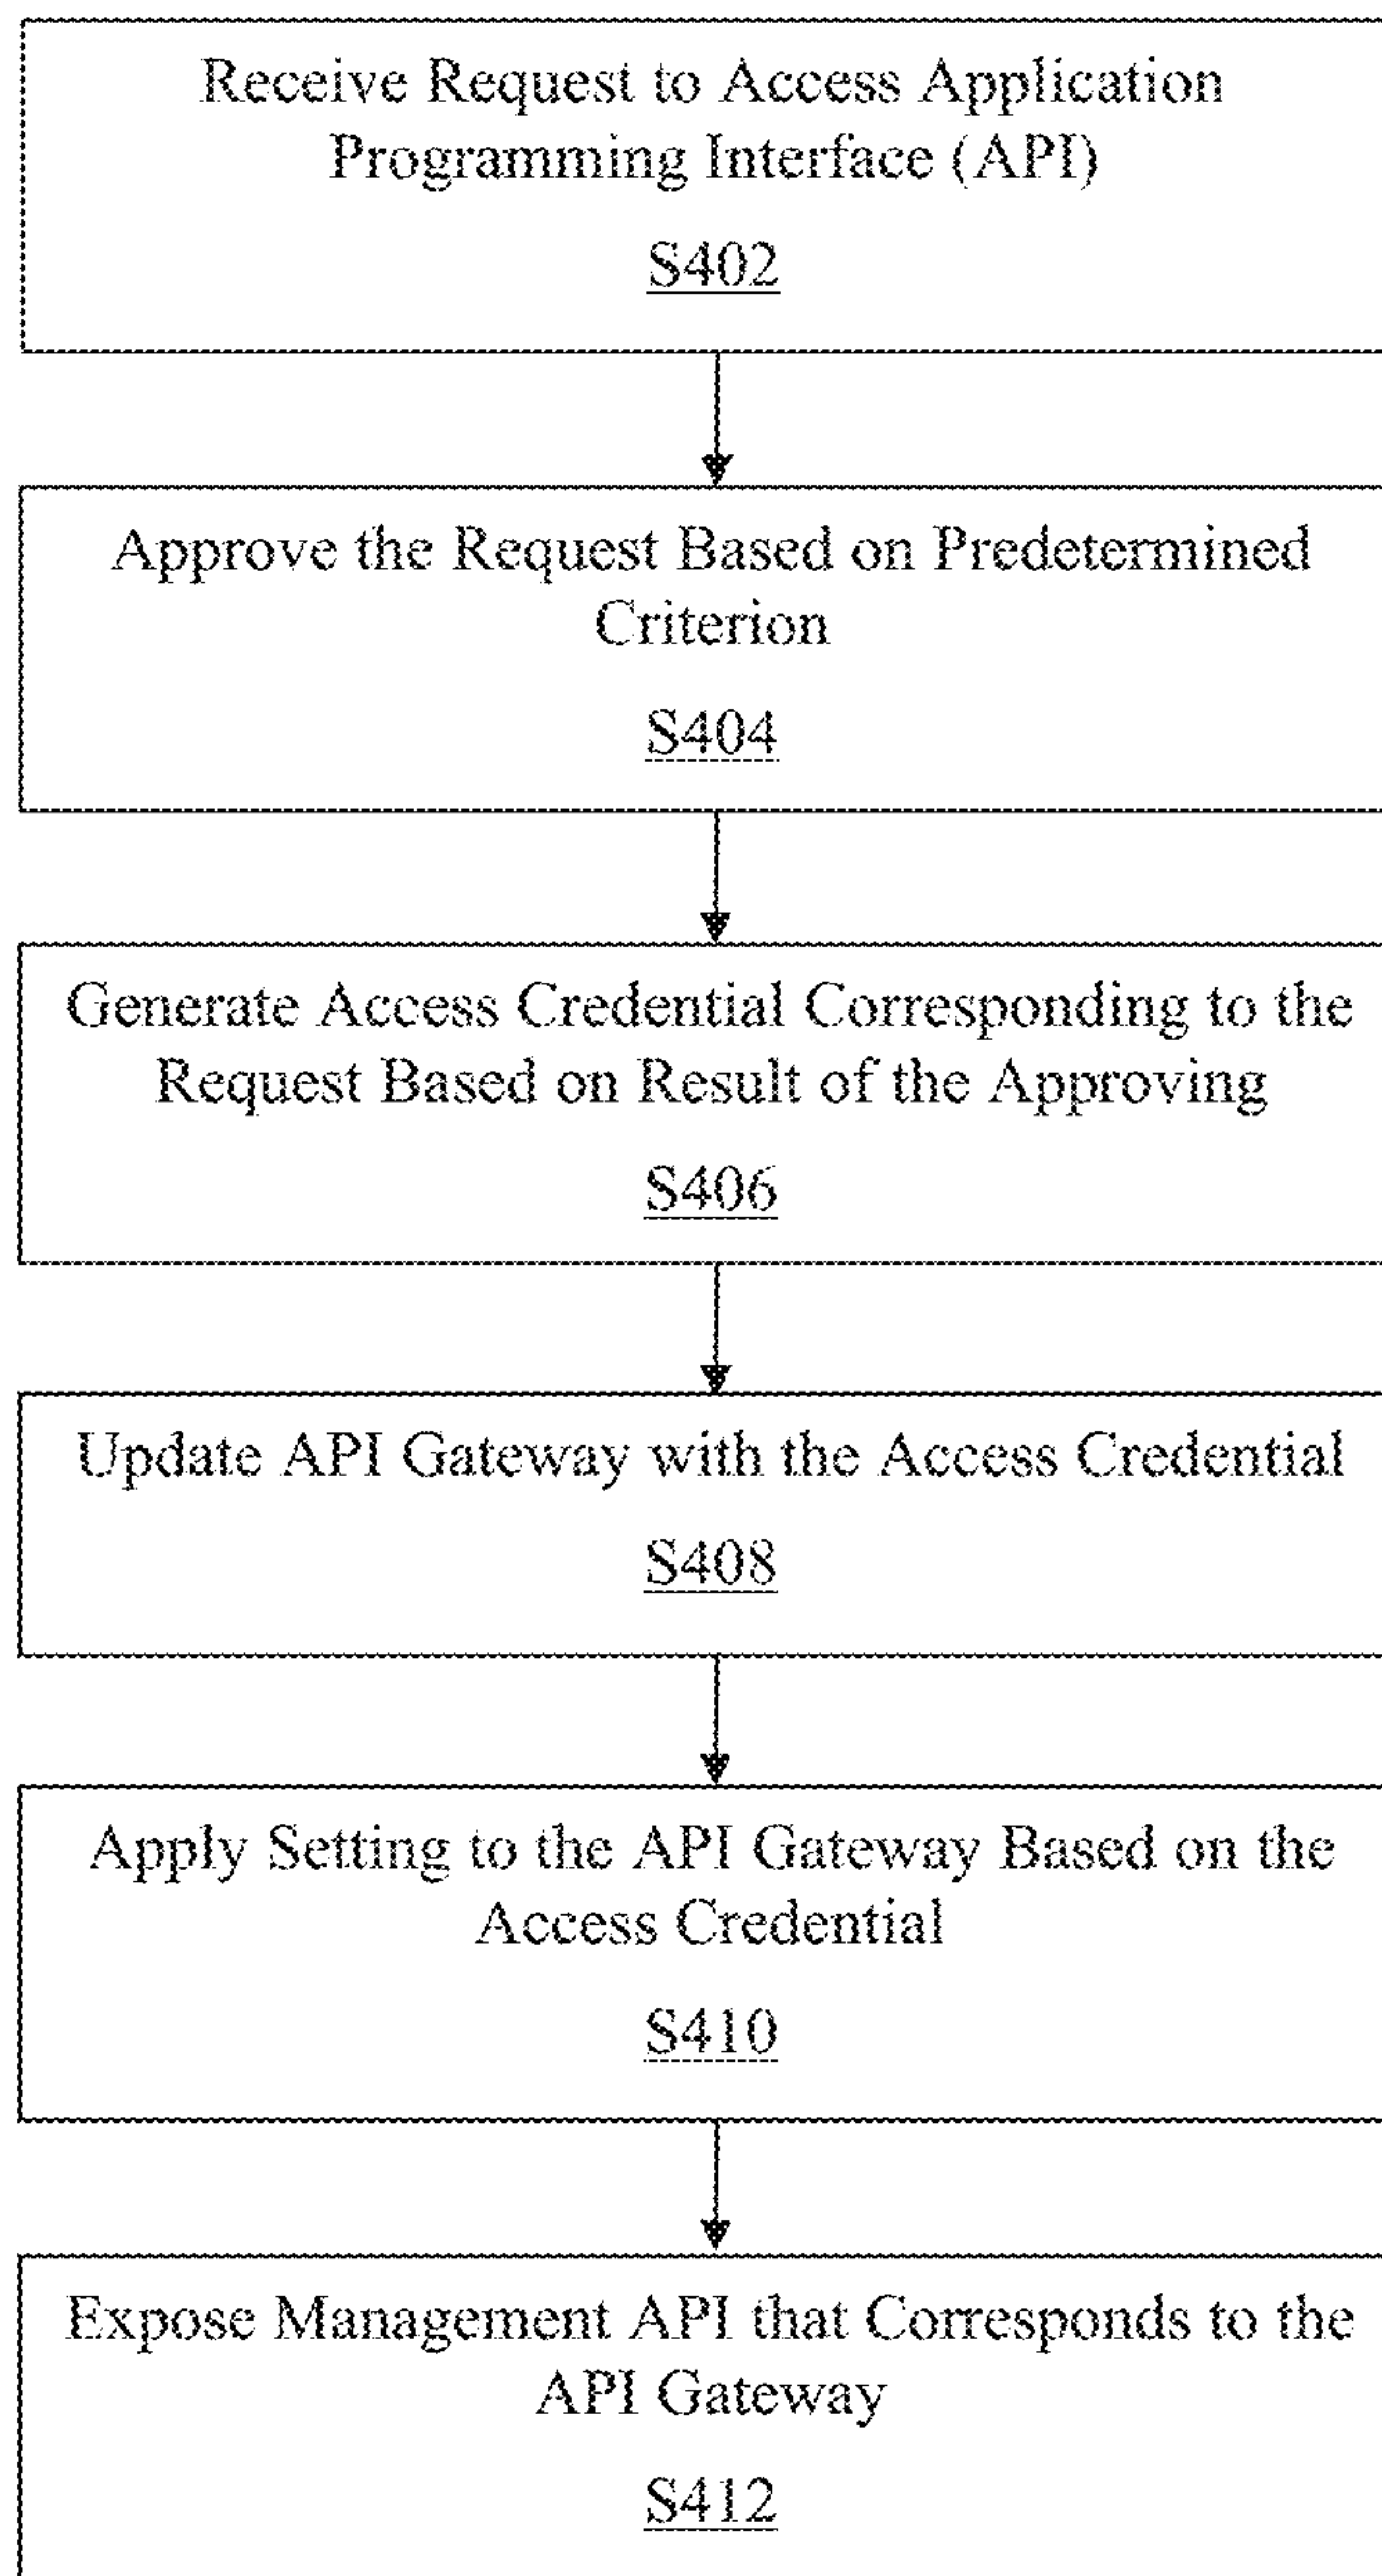 Receive Request to Access Application
Programming Interface (API)
S402
Approve the Request Based on Predetermined
Criterion
S404
Generate Access Credential Corresponding to the
Request Based on Result of the Approving
S406
Update API Gateway with the Access Credential
S408
Apply Setting to the API Gateway Based on the
Access Credential
S410
Expose Management API that Corresponds to the
API Gateway
S412